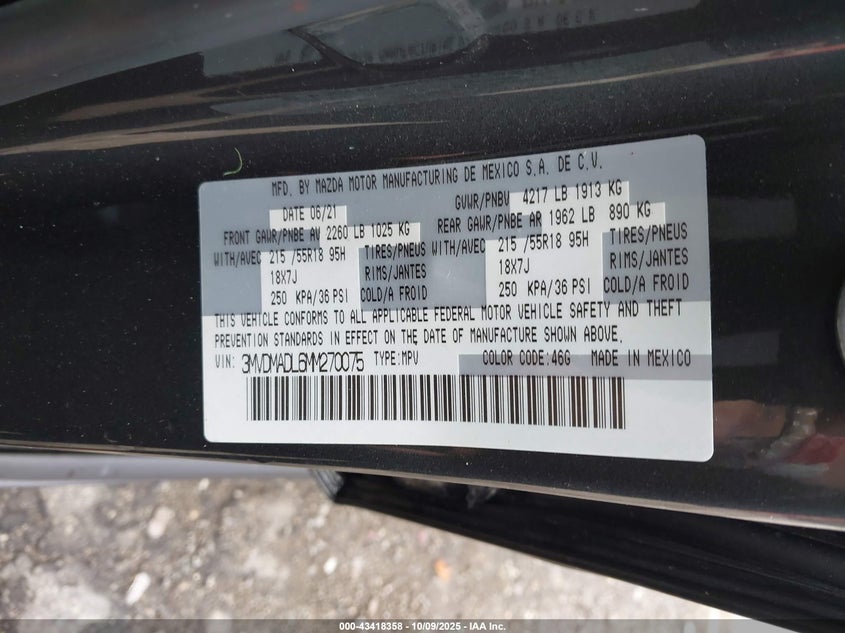 MFD. BY MAZDA MOTOR MANUFACTURING DE MEXICO S.A. DE C.V.
DATE 06/21 GVWR/PNBV 4217 LB 1913 KG
FRONT GAWR/PNBE AV 2260 LB 1025 KG REAR GAWR/PNBE AR 1962 LB 890 KG
WITH/AVEC 215 /55R18 95H TIRES/PNEUS WITH/AVEC 215 /55R18 95H TIRES/PNEUS
18X7J RIMS/JANTES 18X7J RIMS/JANTES
250 KPA/36 PSI COLD/A FROID 250 KPA/36 PSI COLD/A FROID
THIS VEHICLE CONFORMS TO ALL APPLICABLE FEDERAL MOTOR VEHICLE SAFETY AND THEFT
PREVENTION STANDARDS IN EFFECT ON THE DATE OF MANUFACTURE SHOWN ABOVE.
VIN: 3MVDMADL6MM270075 TYPE:MPV COLOR CODE:46G MADE IN MEXICO
000-43418358 - 10/09/2025 - IAA Inc.